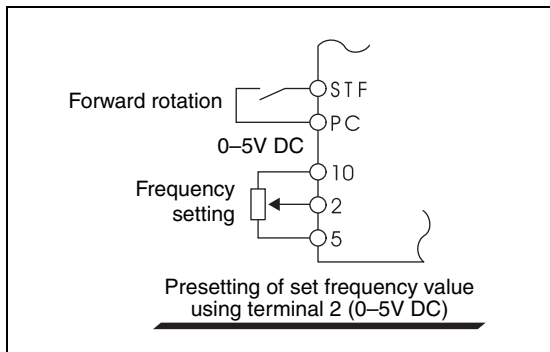 STF
Forward rotation
PC
0–5V DC
10
Frequency
setting
2
5
Presetting of set frequency value
using terminal 2 (0–5V DC)